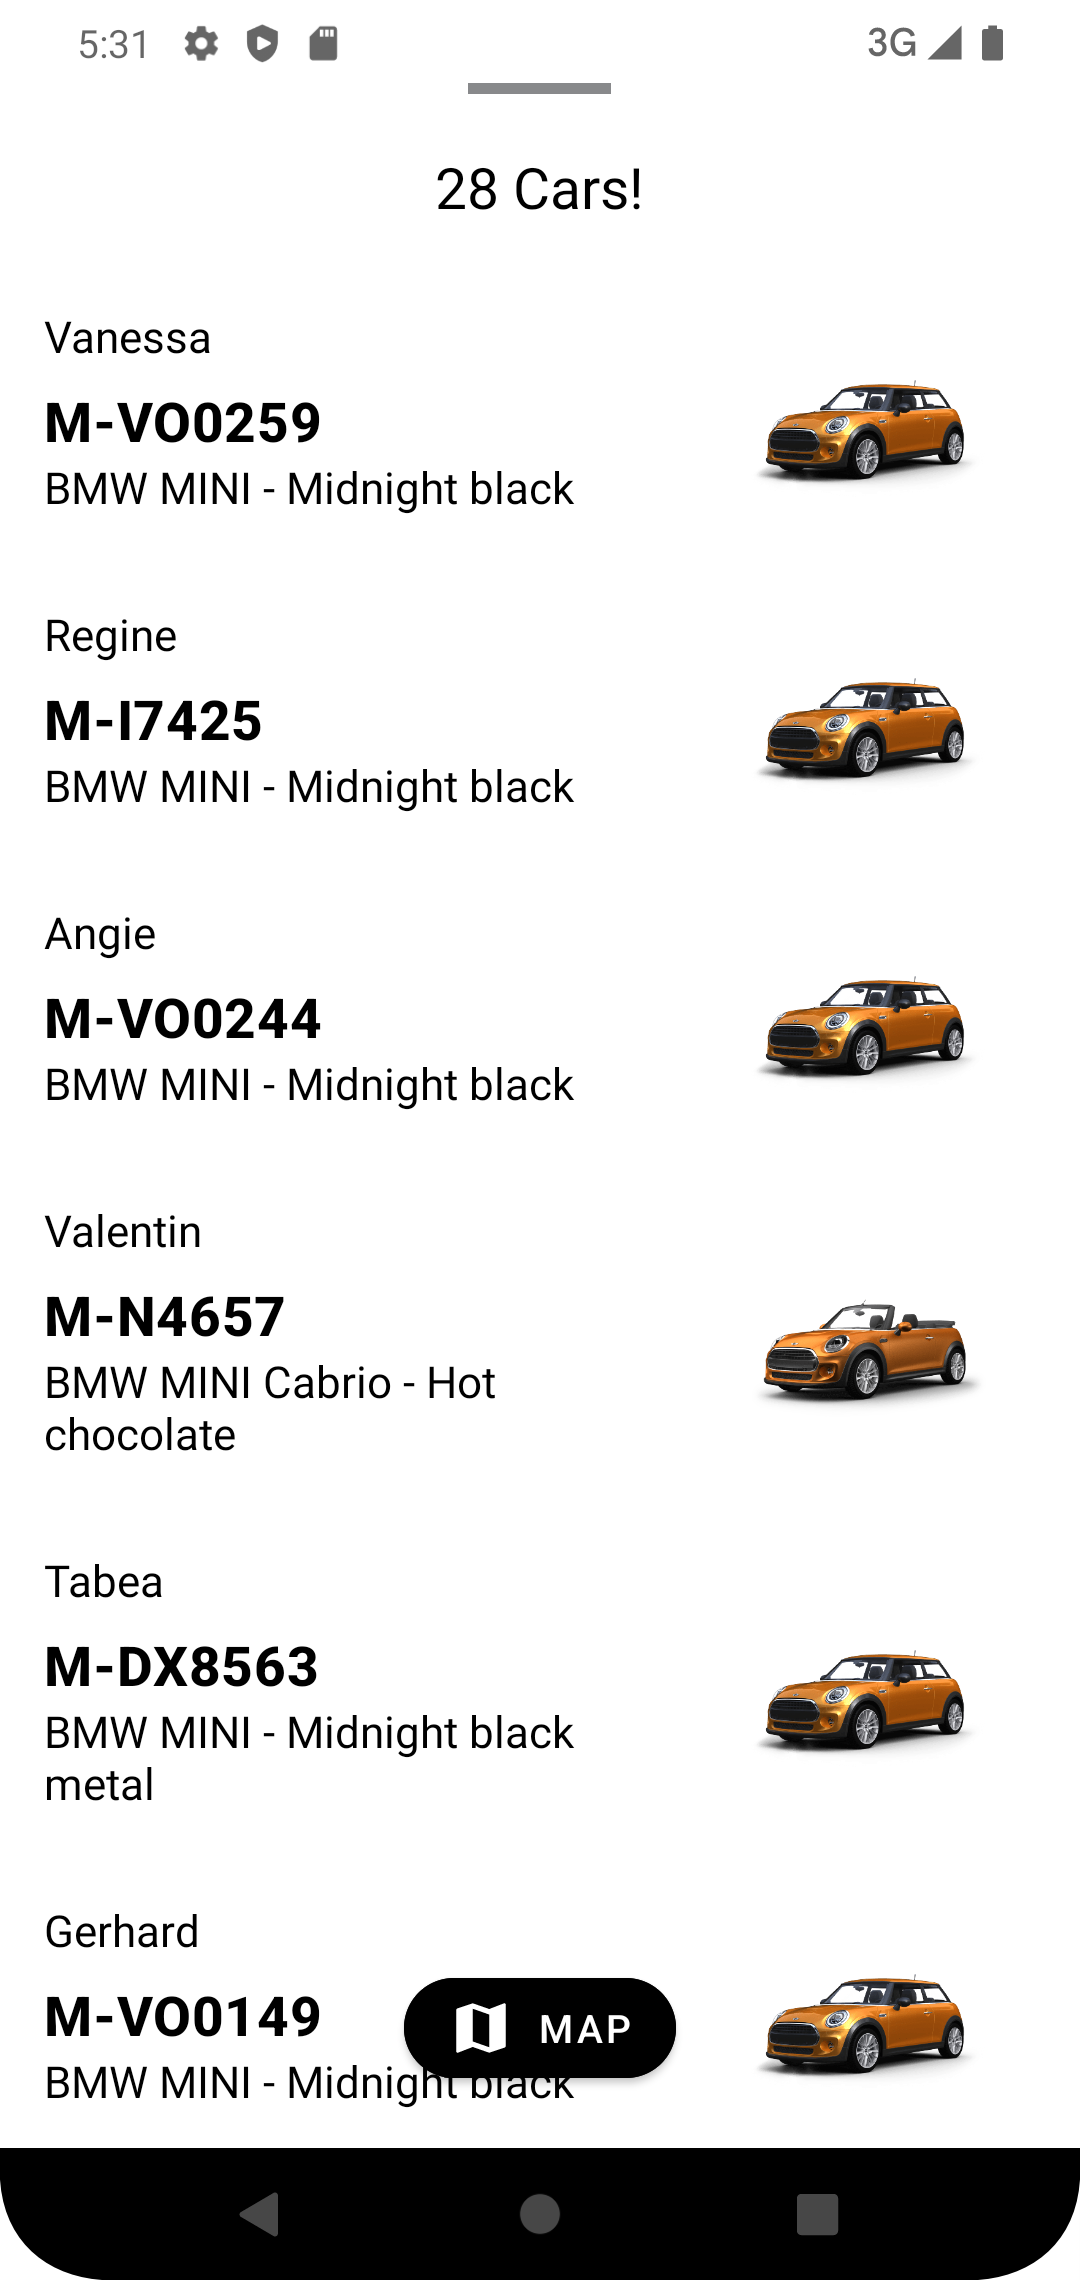 5:31
3G
28 Cars!
Vanessa
M-VO0259
BMW MINI - Midnight black
Regine
M-I7425
BMW MINI - Midnight black
Angie
M-VO0244
BMW MINI - Midnight black
Valentin
M-N4657
BMW MINI Cabrio - Hot
chocolate
Tabea
M-DX8563
BMW MINI - Midnight black
metal
Gerhard
M-VO0149
MAP
BMW MINI - Midnight black